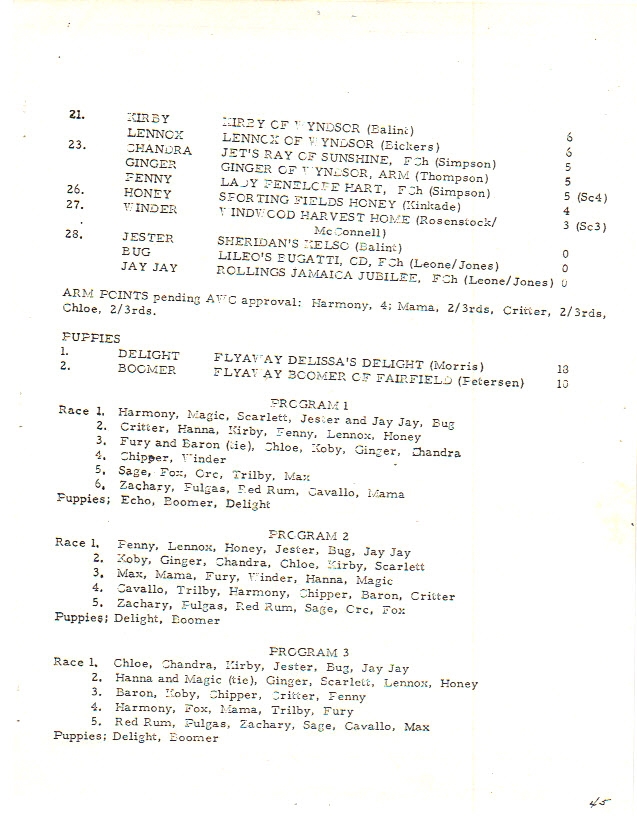 21. KIRBY KIRBY OF WYNDSOR (Balint) 6
LENNOX LENNOX OF WYNDSOR (Bickers) 6
23. CHANDRA JET'S RAY OF SUNSHINE, FCh (Simpson) 5
GINGER GINGER OF WYNDSOR, ARM (Thompson) 5
PENNY LADY PENELOPE HART, FCh (Simpson) 5 (Sc4)
26. HONEY SPORTING FIELDS HONEY (Kinkade) 4
27. WINDER WINDWOOD HARVEST HOME (Rosenstock/ 3 (Sc3)
McConnell)
28. JESTER SHERIDAN'S KELSO (Balint) 0
BUG LILEO'S BUGATTI, CD, FCh (Leone/Jones) 0
JAY JAY ROLLINGS JAMAICA JUBILEE, FCh (Leone/Jones) 0
ARM POINTS pending AWC approval: Harmony, 4; Mama, 2/3rds, Critter, 2/3rds,
Chloe, 2/3rds.
PUPPIES
1. DELIGHT FLYAWAY DELISSA'S DELIGHT (Morris) 18
2. BOOMER FLYAWAY BOOMER OF FAIRFIELD (Petersen) 10
PROGRAM 1
Race 1. Harmony, Magic, Scarlett, Jester and Jay Jay, Bug
2. Critter, Hanna, Kirby, Penny, Lennox, Honey
3. Fury and Baron (tie), Chloe, Koby, Ginger, Chandra
4. Chipper, Winder
5. Sage, Fox, Orc, Trilby, Max
6. Zachary, Fulgas, Red Rum, Cavallo, Mama
Puppies; Echo, Boomer, Delight
PROGRAM 2
Race 1. Penny, Lennox, Honey, Jester, Bug, Jay Jay
2. Koby, Ginger, Chandra, Chloe, Kirby, Scarlett
3. Max, Mama, Fury, Winder, Hanna, Magic
4. Cavallo, Trilby, Harmony, Chipper, Baron, Critter
5. Zachary, Fulgas, Red Rum, Sage, Orc, Fox
Puppies; Delight, Boomer
PROGRAM 3
Race 1. Chloe, Chandra, Kirby, Jester, Bug, Jay Jay
2. Hanna and Magic (tie), Ginger, Scarlett, Lennox, Honey
3. Baron, Koby, Chipper, Critter, Penny
4. Harmony, Fox, Mama, Trilby, Fury
5. Red Rum, Fulgas, Zachary, Sage, Cavallo, Max
Puppies; Delight, Boomer
45